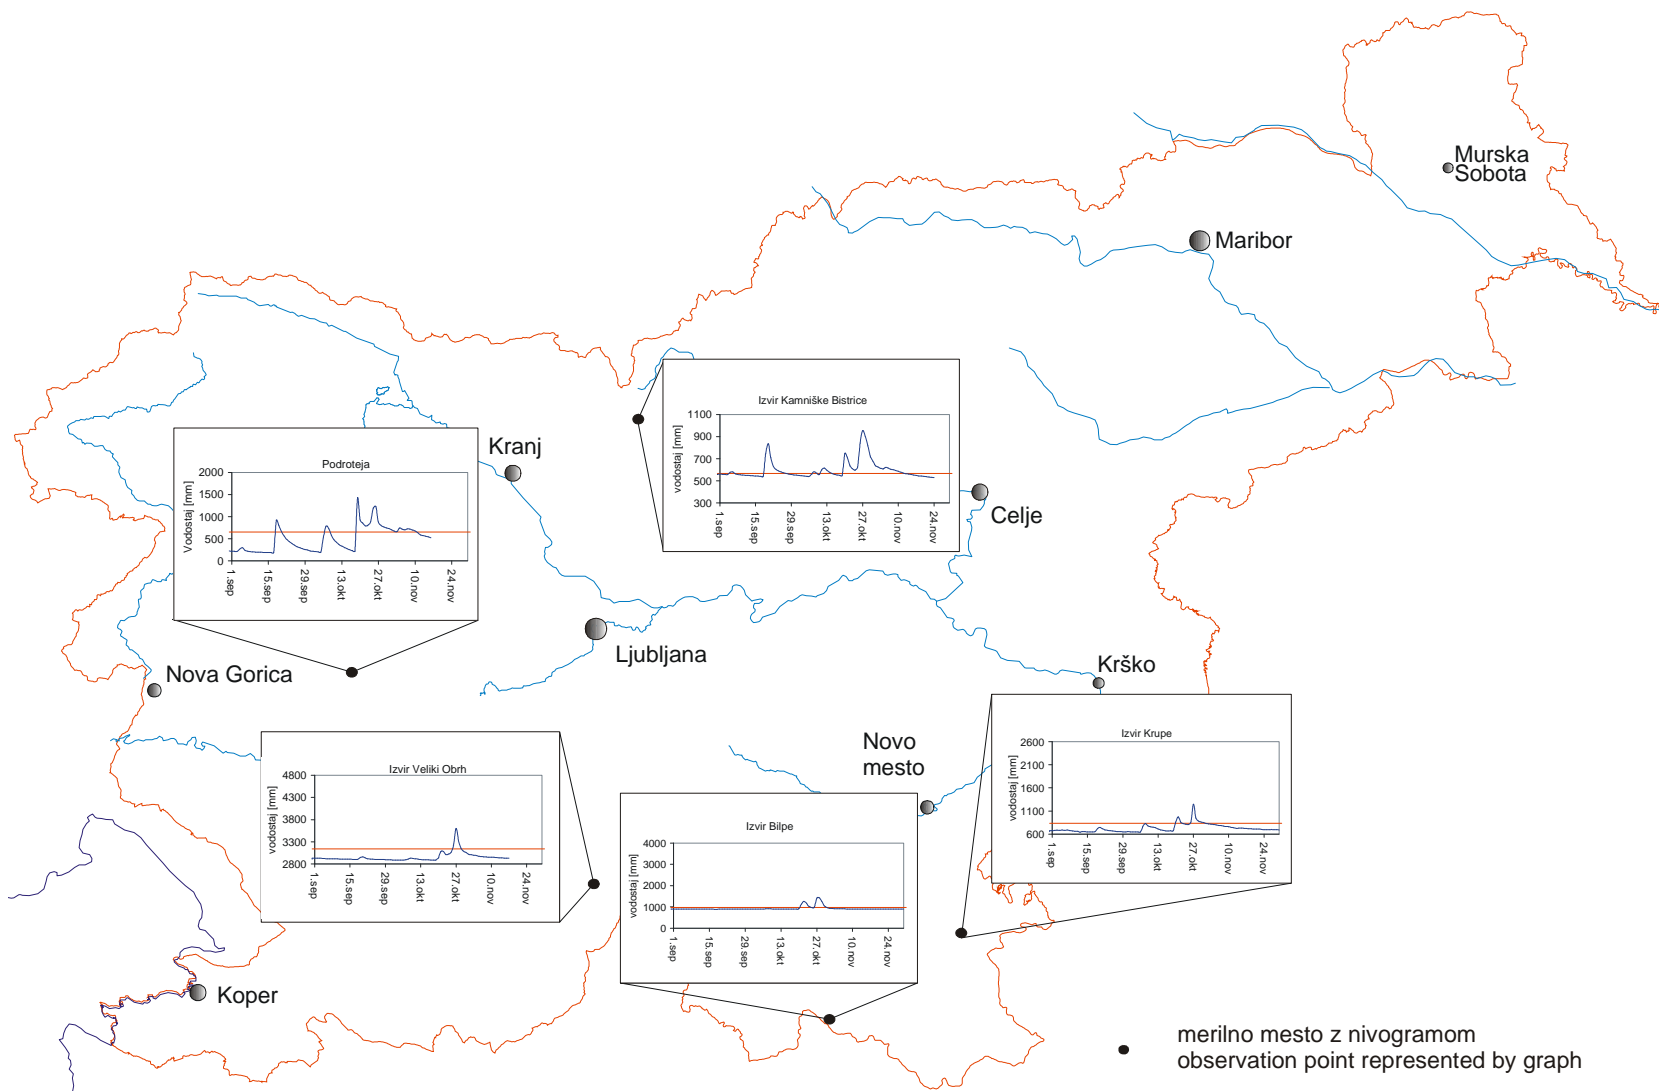 Murska
Sobota
Maribor
Kranj
Celje
Ljubljana
Nova Gorica
Krško
Novo
mesto
Koper
Izvir Kamniške Bistrice
vodostaj [mm]
1100
900
700
500
300
1.sep
15.sep
29.sep
13.okt
27.okt
10.nov
24.nov
Podroteja
Vodostaj [mm]
2000
1500
1000
500
0
1.sep
15.sep
29.sep
13.okt
27.okt
10.nov
24.nov
Izvir Veliki Obrh
vodostaj [mm]
4800
4300
3800
3300
2800
1.sep
15.sep
29.sep
13.okt
27.okt
10.nov
24.nov
Izvir Bilpe
vodostaj [mm]
4000
3000
2000
1000
0
1.sep
15.sep
29.sep
13.okt
27.okt
10.nov
24.nov
Izvir Krupe
vodostaj [mm]
2600
2100
1600
1100
600
1.sep
15.sep
29.sep
13.okt
27.okt
10.nov
24.nov
merilno mesto z nivogramom
observation point represented by graph